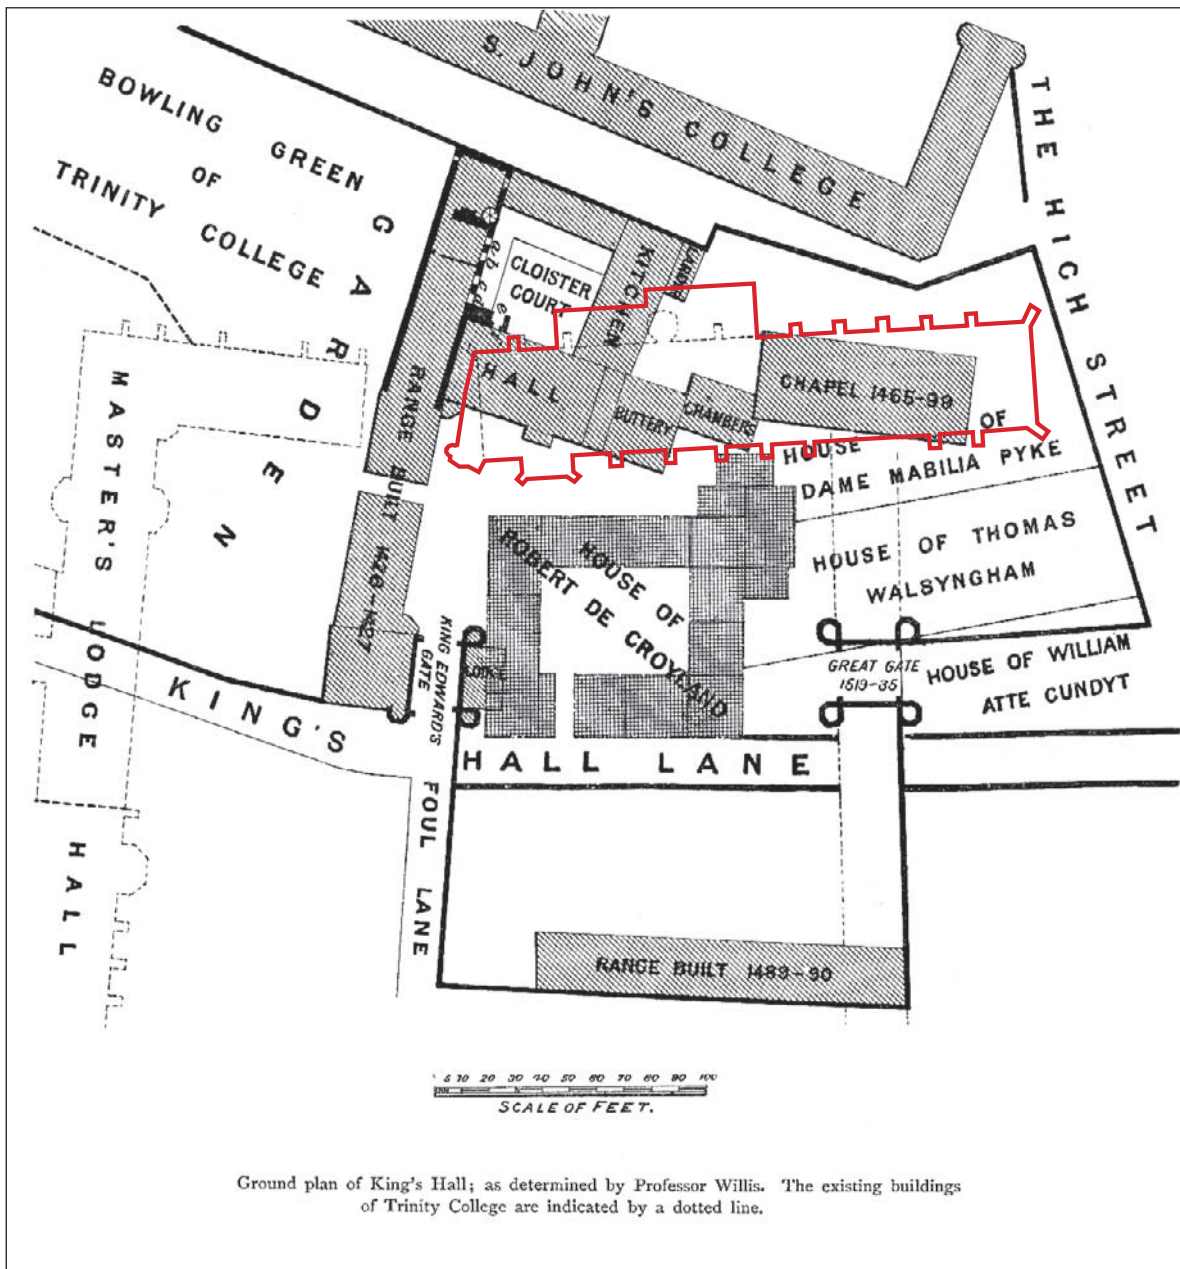 S. JOHN'S COLLEGE
THE HIGH STREET
BOWLING GREEN
OF
TRINITY COLLEGE
GARDEN
CLOISTER
COURT
KITCHEN
LARDER
a b c d e f
HALL
BUTTERY
CHAMBERS
CHAPEL 1465-99
RANGE BUILT 1426-1427
MASTER'S LODGE
HALL
HOUSE OF
DAME MABILIA PYKE
HOUSE OF THOMAS
WALSYNGHAM
HOUSE OF
ROBERT DE CROYLAND
KING EDWARD'S
GATE
LODGE
GREAT GATE
1519-35
HOUSE OF WILLIAM
ATTE CUNDYT
KING'S HALL LANE
FOUL LANE
RANGE BUILT 1489-90
5 10 20 30 40 50 60 70 80 90 100
SCALE OF FEET.
Ground plan of King's Hall; as determined by Professor Willis. The existing buildings
of Trinity College are indicated by a dotted line.